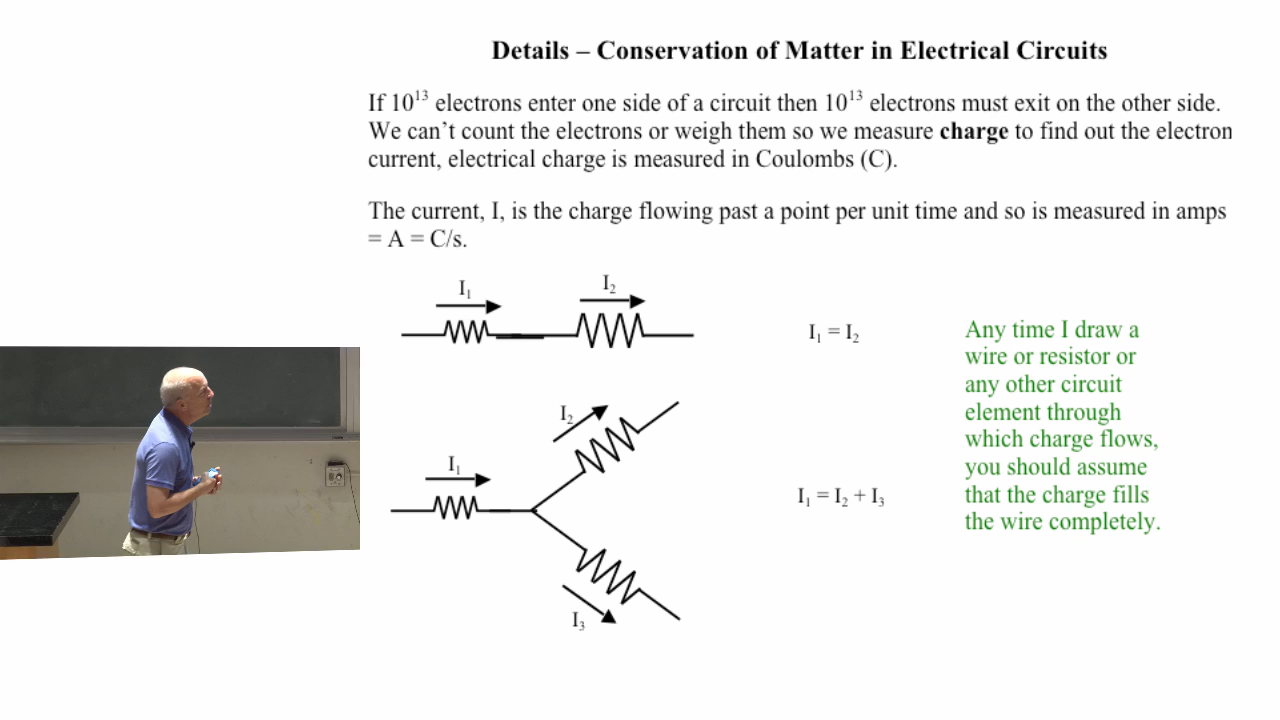 Details – Conservation of Matter in Electrical Circuits
If 10¹³ electrons enter one side of a circuit then 10¹³ electrons must exit on the other side.
We can’t count the electrons or weigh them so we measure charge to find out the electron
current, electrical charge is measured in Coulombs (C).
The current, I, is the charge flowing past a point per unit time and so is measured in amps
= A = C/s.
I₁
I₂
I₁ = I₂
Any time I draw a
wire or resistor or
any other circuit
element through
which charge flows,
you should assume
that the charge fills
the wire completely.
I₂
I₁
I₁ = I₂ + I₃
I₃